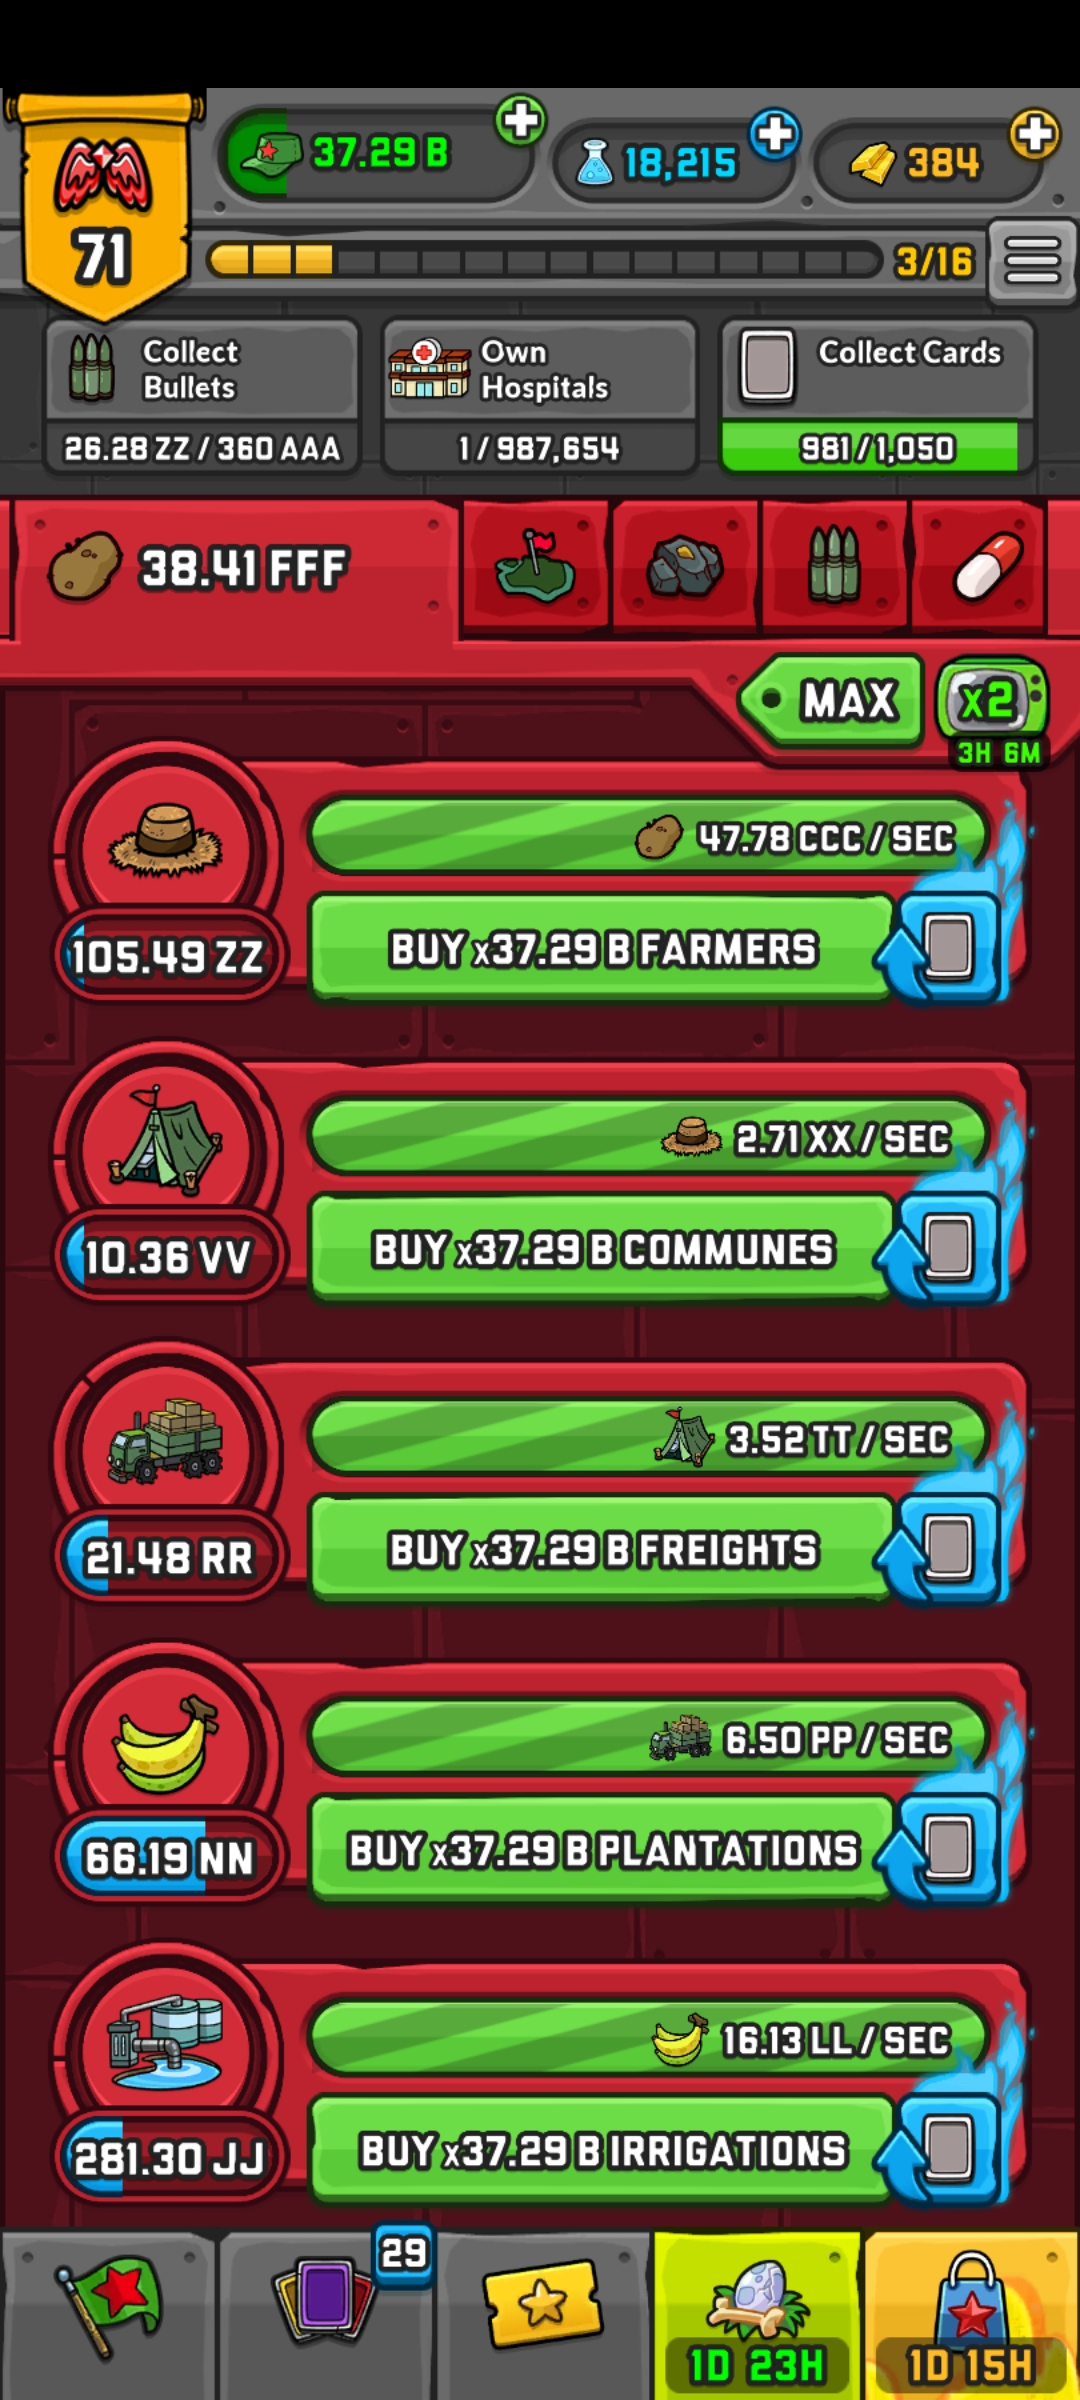 71
37.29 B
18,215
384
3/16
Collect
Bullets
26.28 ZZ / 360 AAA
Own
Hospitals
1 / 987,654
Collect Cards
981 / 1,050
38.41 FFF
MAX
x2
3H 6M
47.78 CCC / SEC
105.49 ZZ
BUY x37.29 B FARMERS
2.71 XX / SEC
10.36 VV
BUY x37.29 B COMMUNES
3.52 TT / SEC
21.48 RR
BUY x37.29 B FREIGHTS
6.50 PP / SEC
66.19 NN
BUY x37.29 B PLANTATIONS
16.13 LL / SEC
281.30 JJ
BUY x37.29 B IRRIGATIONS
29
1D 23H
1D 15H